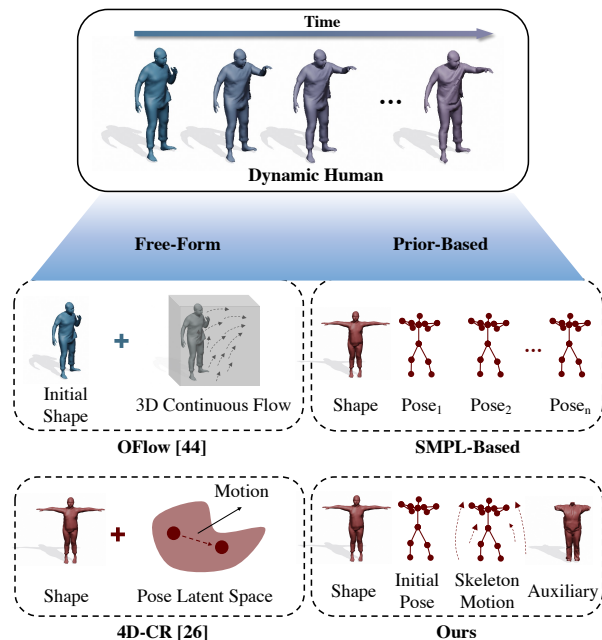 Time
...
Dynamic Human
Free-Form
Prior-Based
Initial
Shape
3D Continuous Flow
OFlow [44]
...
Shape
Pose₁
Pose₂
Poseₙ
SMPL-Based
Motion
Shape
Pose Latent Space
4D-CR [26]
Shape
Initial
Pose
Skeleton
Motion
Auxiliary
Ours